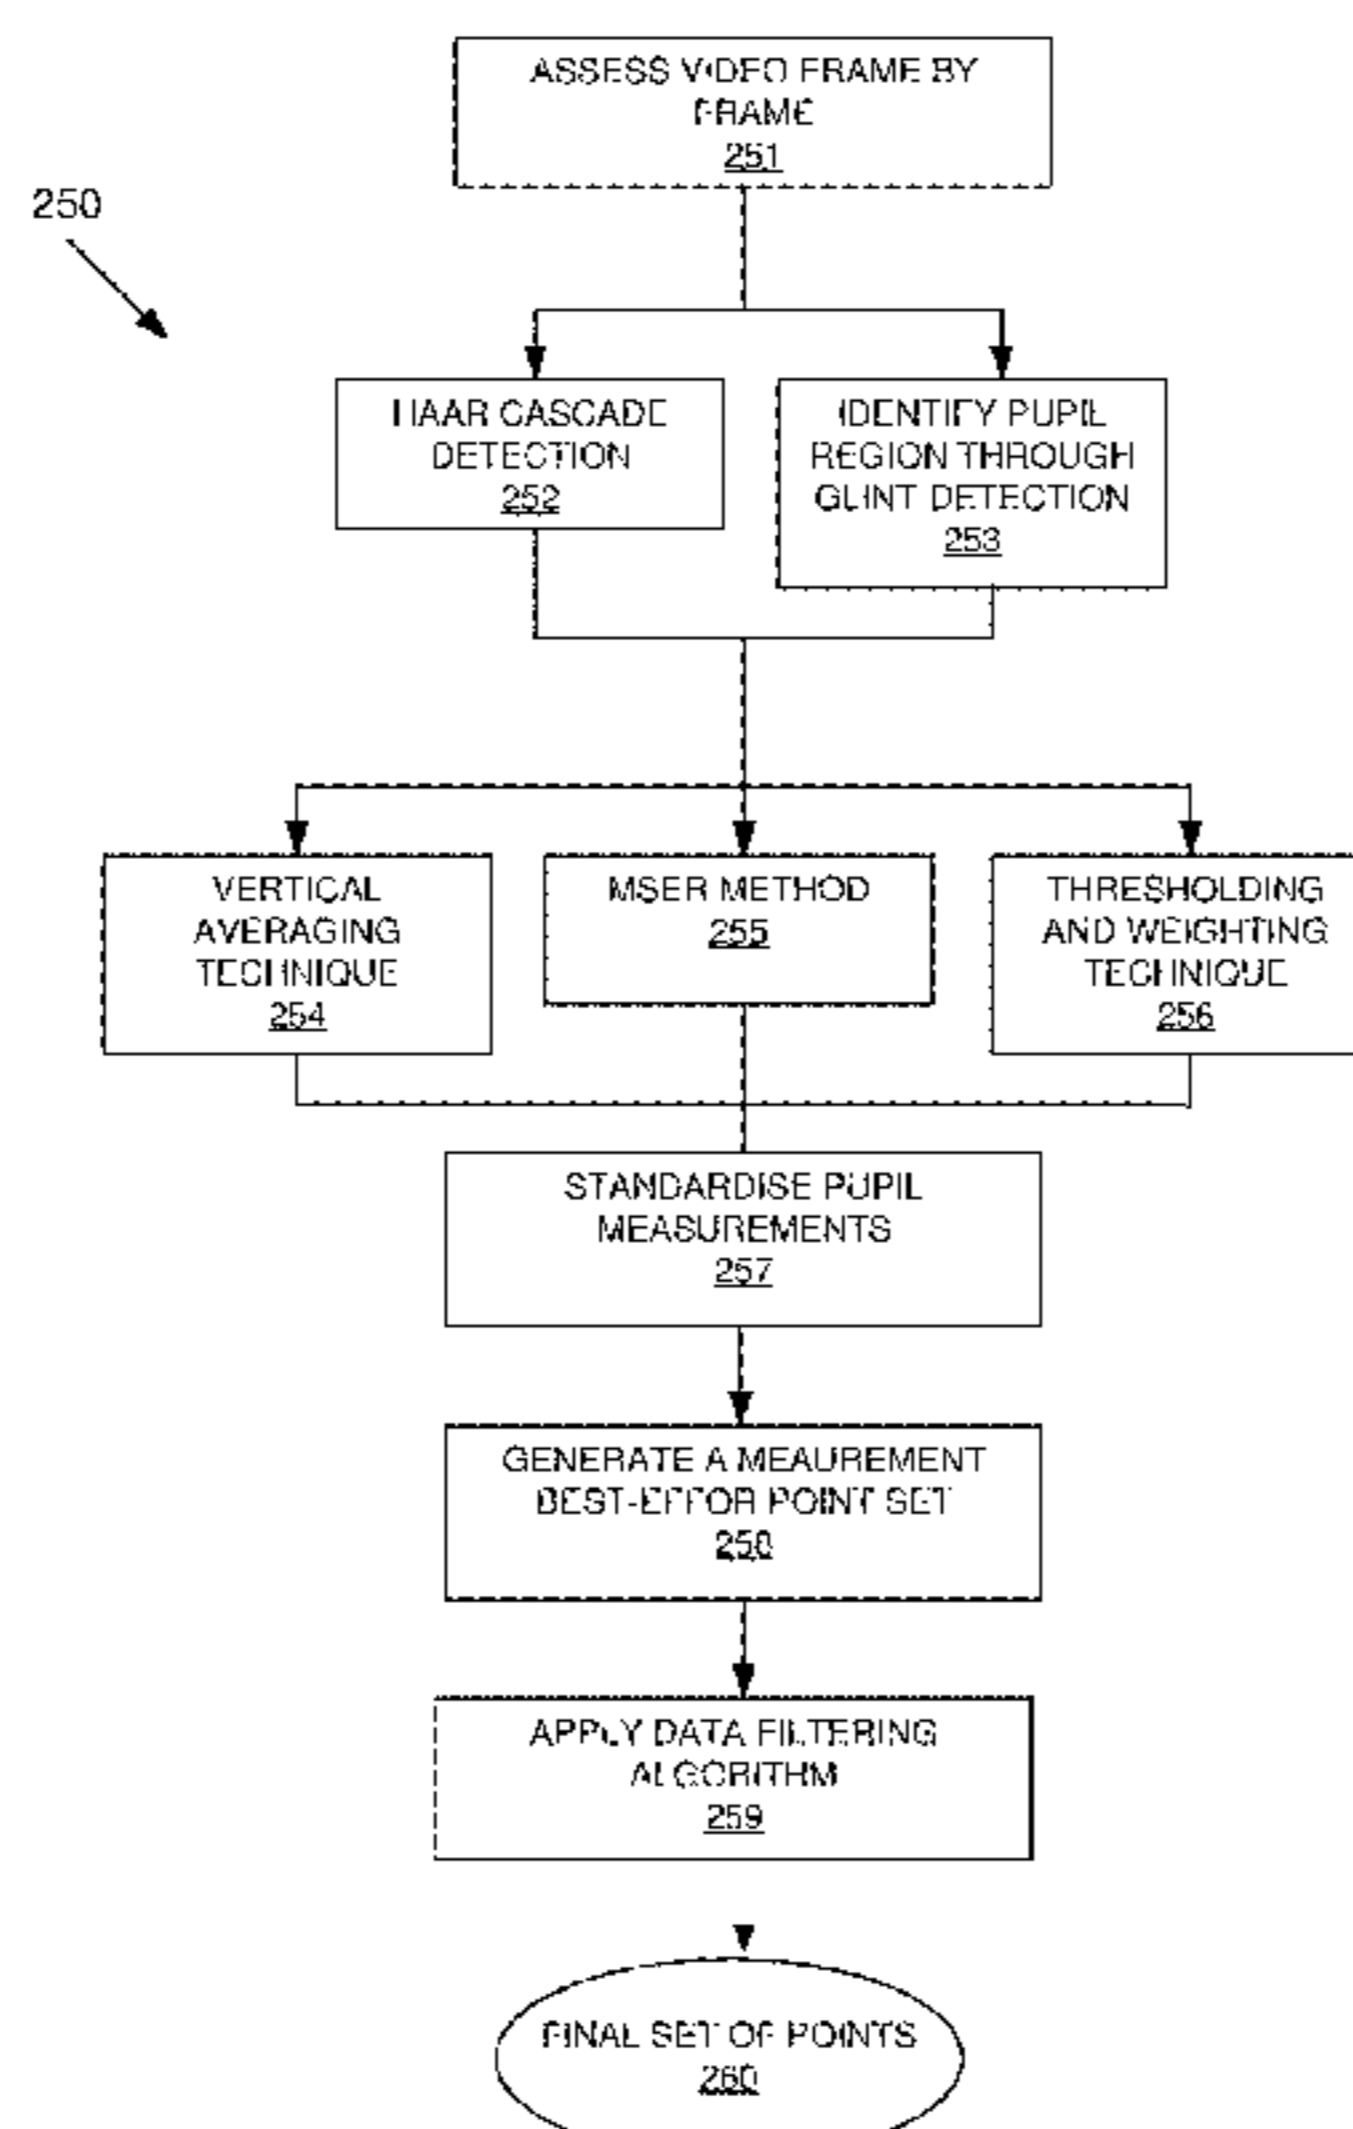 ASSESS VIDEO FRAME BY
FRAME
251
250
HAAR CASCADE
DETECTION
252
IDENTIFY PUPIL
REGION THROUGH
GLINT DETECTION
253
VERTICAL
AVERAGING
TECHNIQUE
254
MSER METHOD
255
THRESHOLDING
AND WEIGHTING
TECHNIQUE
256
STANDARDISE PUPIL
MEASUREMENTS
257
GENERATE A MEAUREMENT
BEST-EFFOR POINT SET
258
APPLY DATA FILTERING
ALGORITHM
259
FINAL SET OF POINTS
260